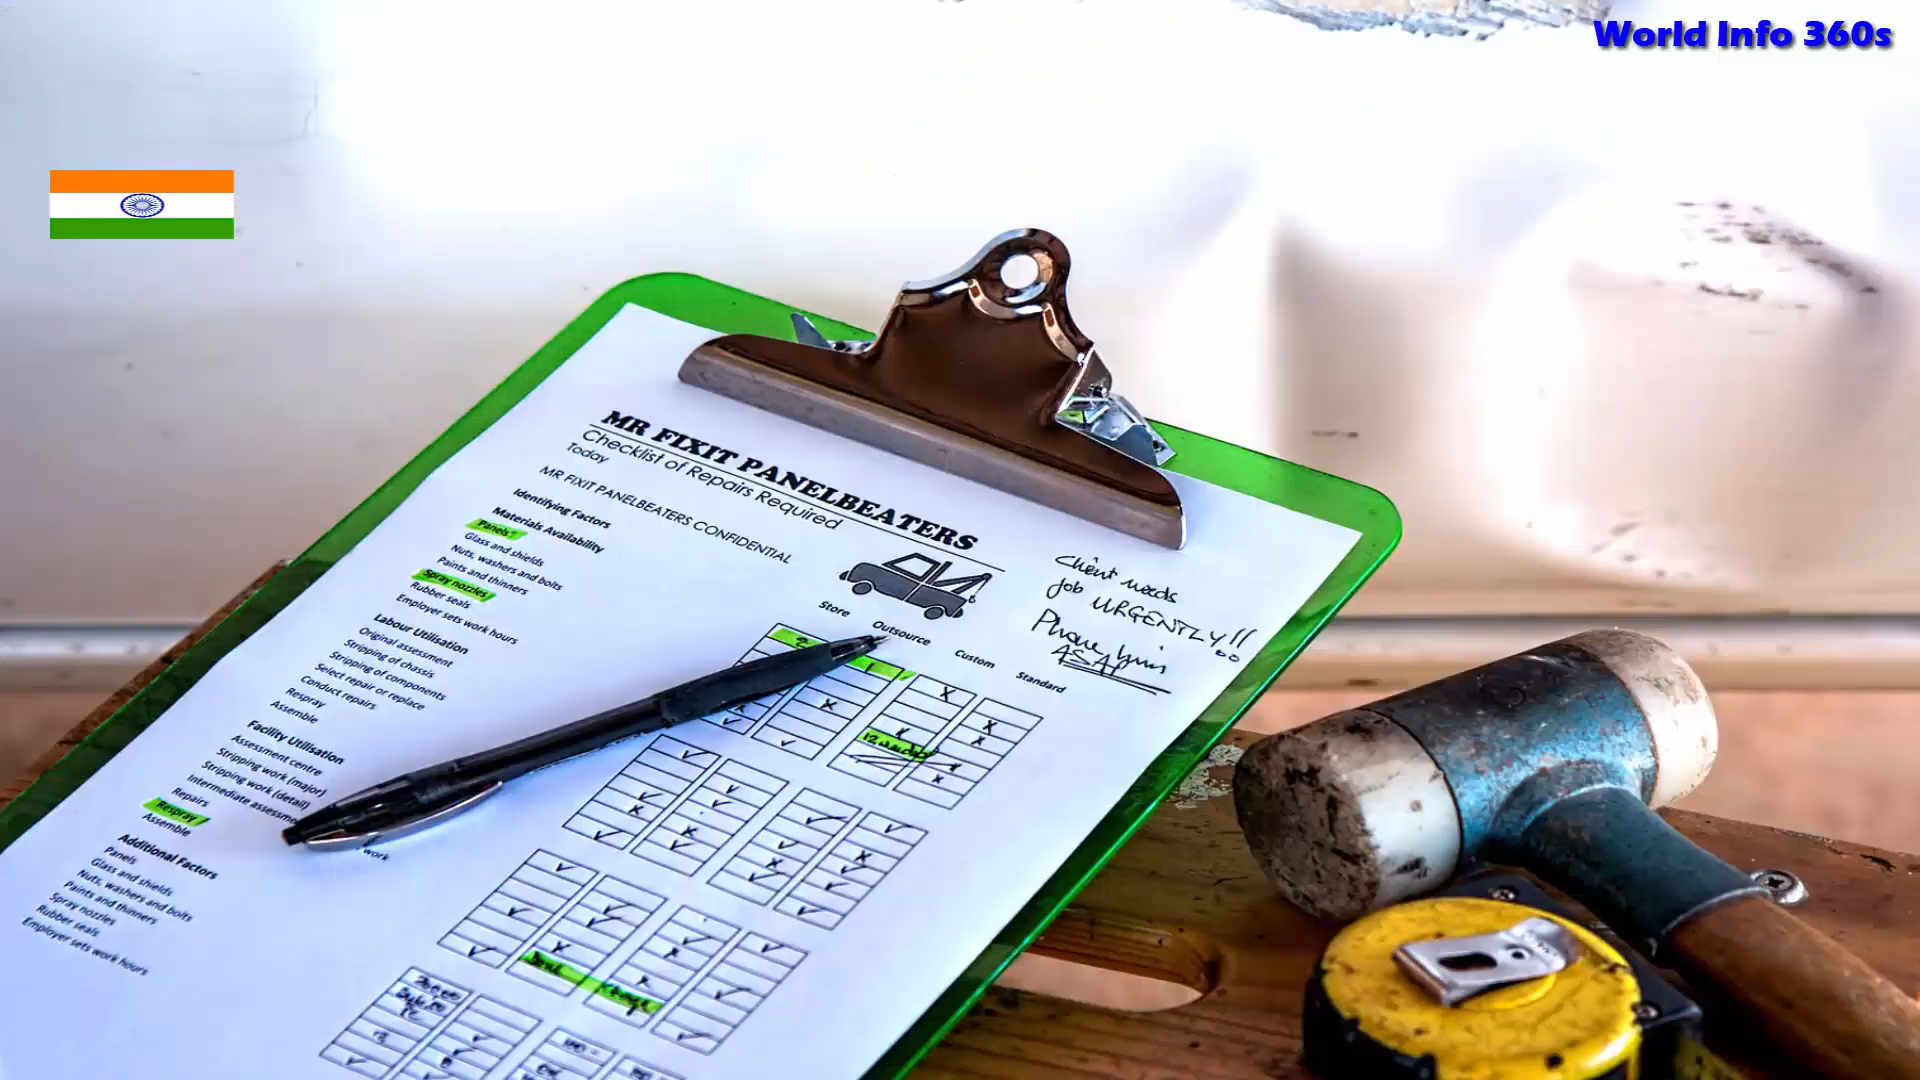 World Info 360s
MR FIXIT PANELBEATERS
Checklist of Repairs Required
Today
MR FIXIT PANELBEATERS CONFIDENTIAL
Client needs
job URGENTLY!!
Phone
ASAP
Store Outsource Custom Standard
Identifying Factors
Materials Availability
Panels
Glass and shields
Nuts, washers and bolts
Paints and thinners
Spray nozzles
Rubber seals
Employer sets work hours
Labour Utilisation
Original assessment
Stripping of chassis
Stripping of components
Select repair or replace
Conduct repairs
Respray
Assemble
Facility Utilisation
Assessment centre
Stripping work (major)
Stripping work (detail)
Intermediate assessme
Repairs
work
Respray
Assemble
Additional Factors
Panels
Glass and shields
Nuts, washers and bolts
Paints and thinners
Spray nozzles
Rubber seals
Employer sets work hours